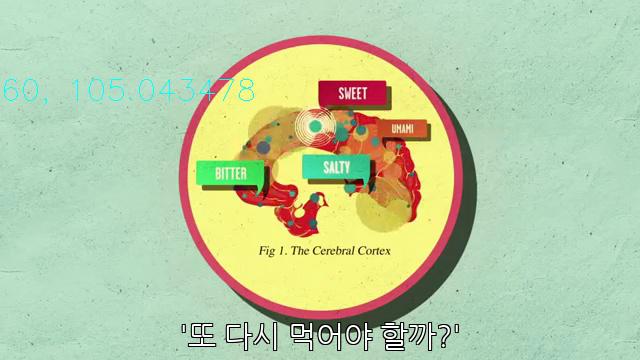 SWEET
60, 105.043478
UMAMI
BITTER
SALTY
Fig 1. The Cerebral Cortex
'또 다시 먹어야 할까?'